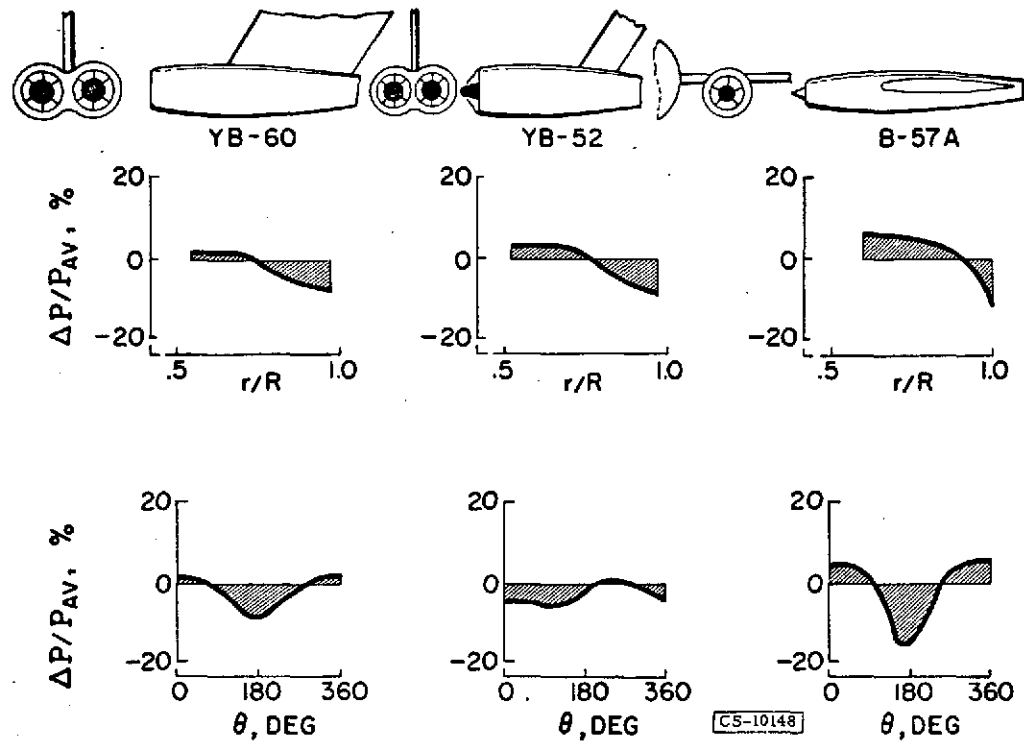 YB-60 YB-52 B-57A
ΔP/PAV, %
20 20 20
0 0 0
-20 -20 -20
.5 1.0 .5 1.0 .5 1.0
r/R r/R r/R
ΔP/PAV, %
20 20 20
0 0 0
-20 -20 -20
0 180 360 0 180 360 0 180 360
θ, DEG θ, DEG CS-10148 θ, DEG